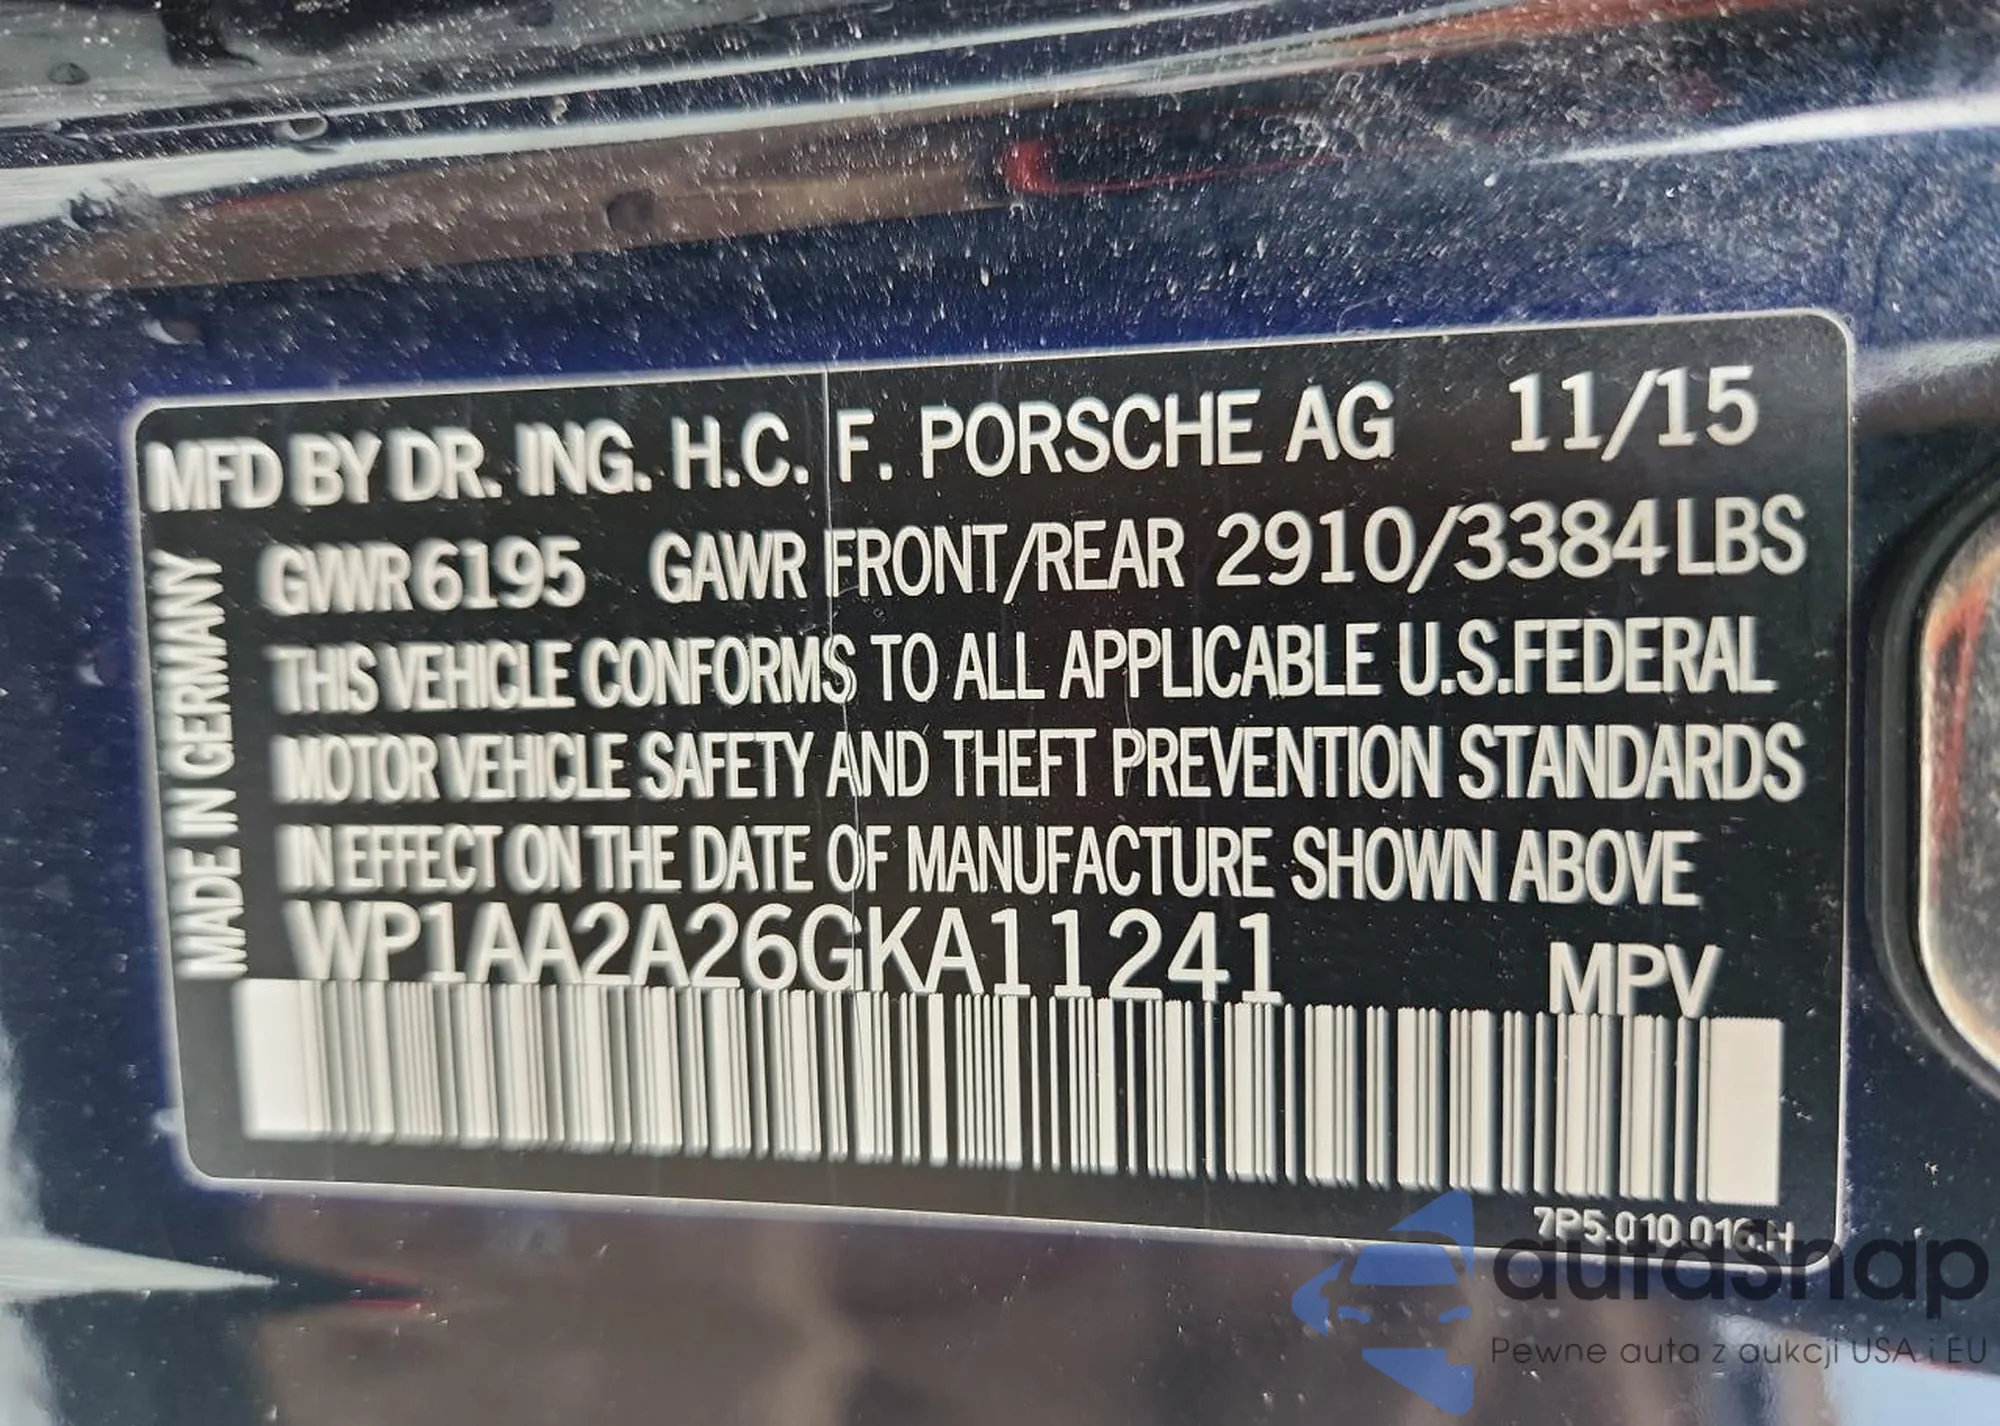 MFD BY DR. ING. H.C. F. PORSCHE AG 11/15
GVWR 6195 GAWR FRONT/REAR 2910/3384 LBS
THIS VEHICLE CONFORMS TO ALL APPLICABLE U.S.FEDERAL
MOTOR VEHICLE SAFETY AND THEFT PREVENTION STANDARDS
IN EFFECT ON THE DATE OF MANUFACTURE SHOWN ABOVE
WP1AA2A26GKA11241 MPV
MADE IN GERMANY
7P5.010.016.H
autasnap
Pewne auta z aukcji USA i EU